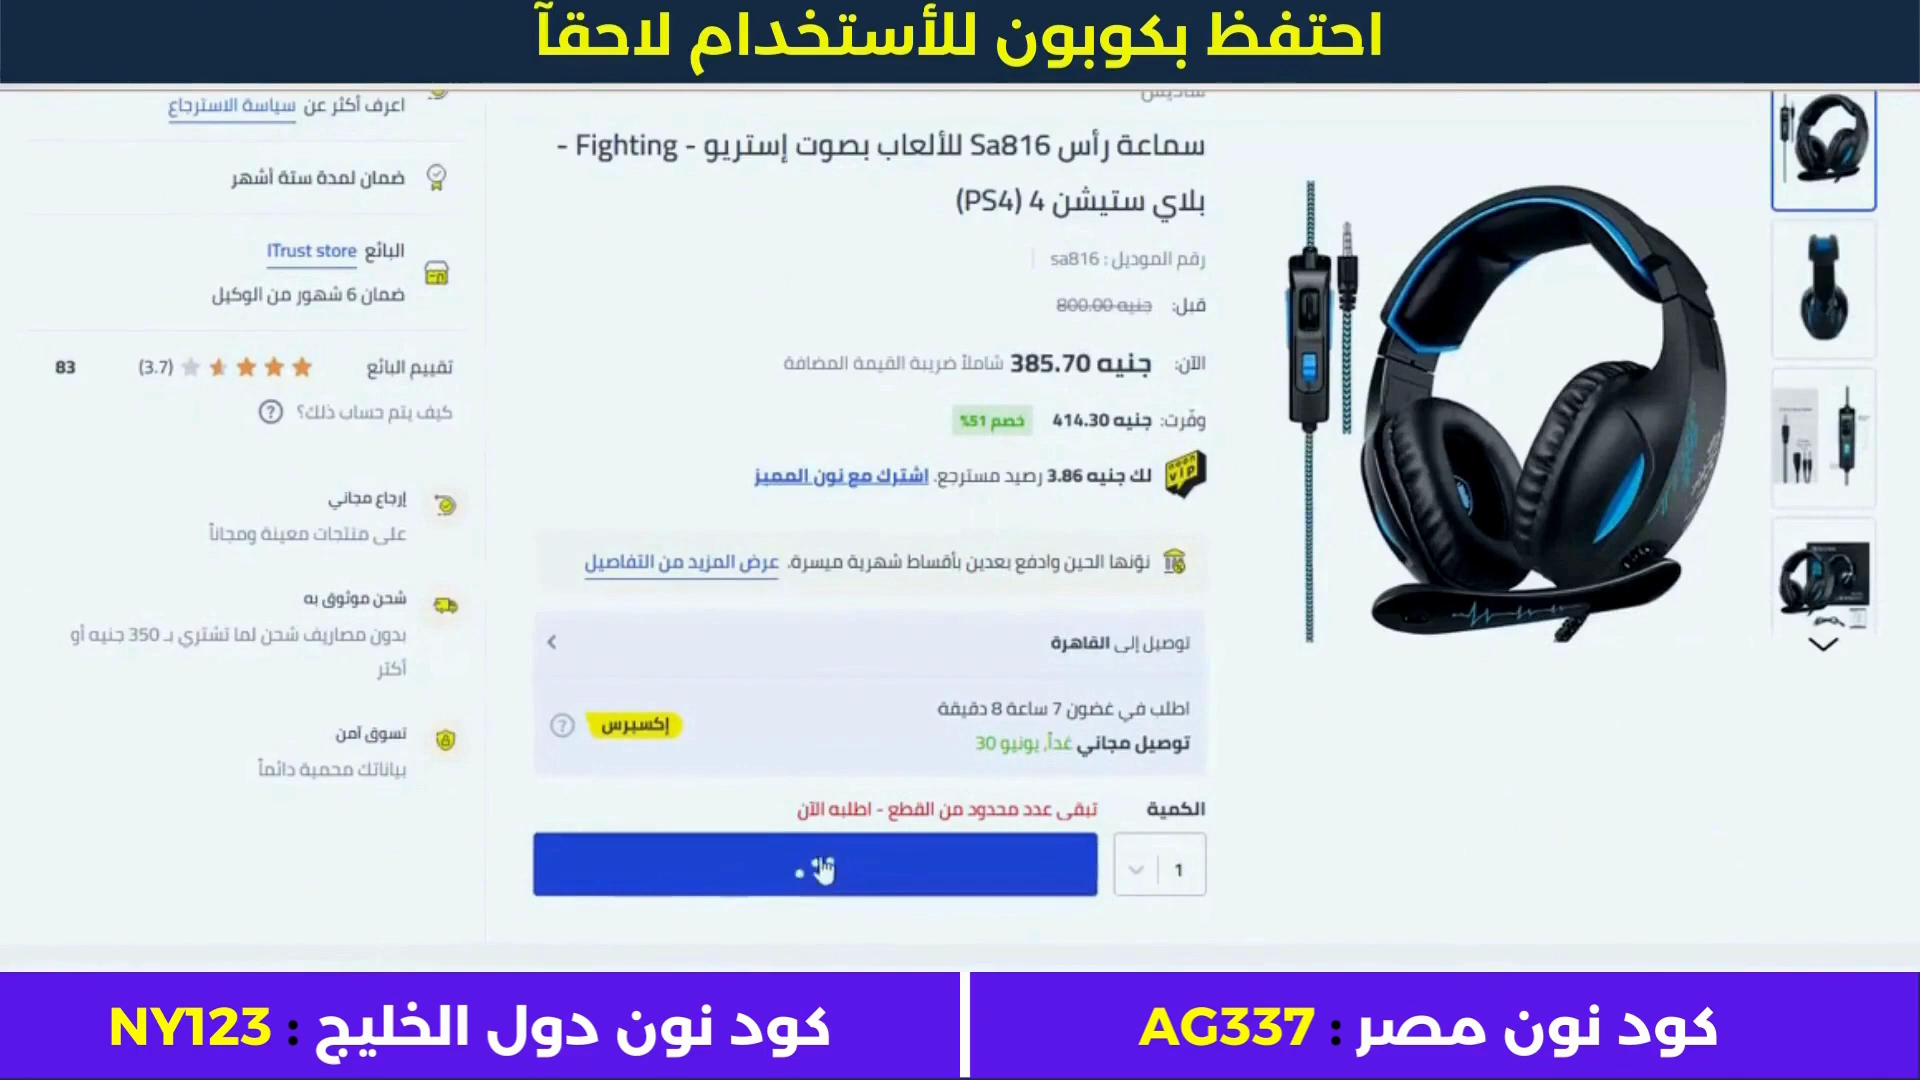 احتفظ بكوبون للأستخدام لاحقآ
سماعة رأس Sa816 للألعاب بصوت إستريو - Fighting -
بلاي ستيشن 4 (PS4)
رقم الموديل : sa816
قبل: جنيه 800.00
الآن: جنيه 385.70 شاملاً ضريبة القيمة المضافة
وفّرت: جنيه 414.30 خصم 51%
noon vip
لك جنيه 3.86 رصيد مسترجع. اشترك مع نون المميز
نوّنها الحين وادفع بعدين بأقساط شهرية ميسرة. عرض المزيد من التفاصيل
توصيل إلى القاهرة
اطلب في غضون 7 ساعة 8 دقيقة
توصيل مجاني غداً, يونيو 30
إكسبرس
الكمية
تبقى عدد محدود من القطع - اطلبه الآن
1
اعرف أكثر عن سياسة الاسترجاع
ضمان لمدة ستة أشهر
البائع ITrust store
ضمان 6 شهور من الوكيل
تقييم البائع (3.7) 83
كيف يتم حساب ذلك؟
إرجاع مجاني
على منتجات معينة ومجاناً
شحن موثوق به
بدون مصاريف شحن لما تشتري بـ 350 جنيه أو
أكثر
تسوق آمن
بياناتك محمية دائماً
كود نون مصر : AG337
كود نون دول الخليج : NY123